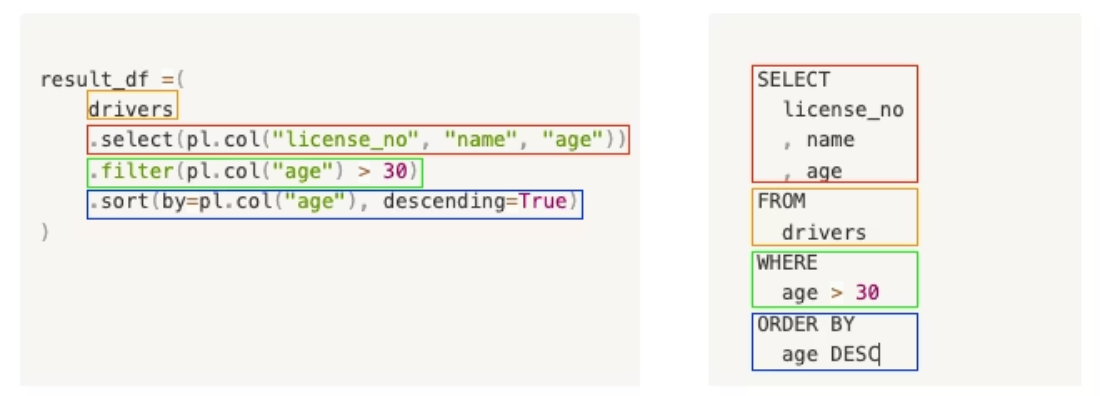 result_df =(
    drivers
    .select(pl.col("license_no", "name", "age"))
    .filter(pl.col("age") > 30)
    .sort(by=pl.col("age"), descending=True)
)
SELECT
  license_no
  , name
  , age
FROM
  drivers
WHERE
  age > 30
ORDER BY
  age DESC